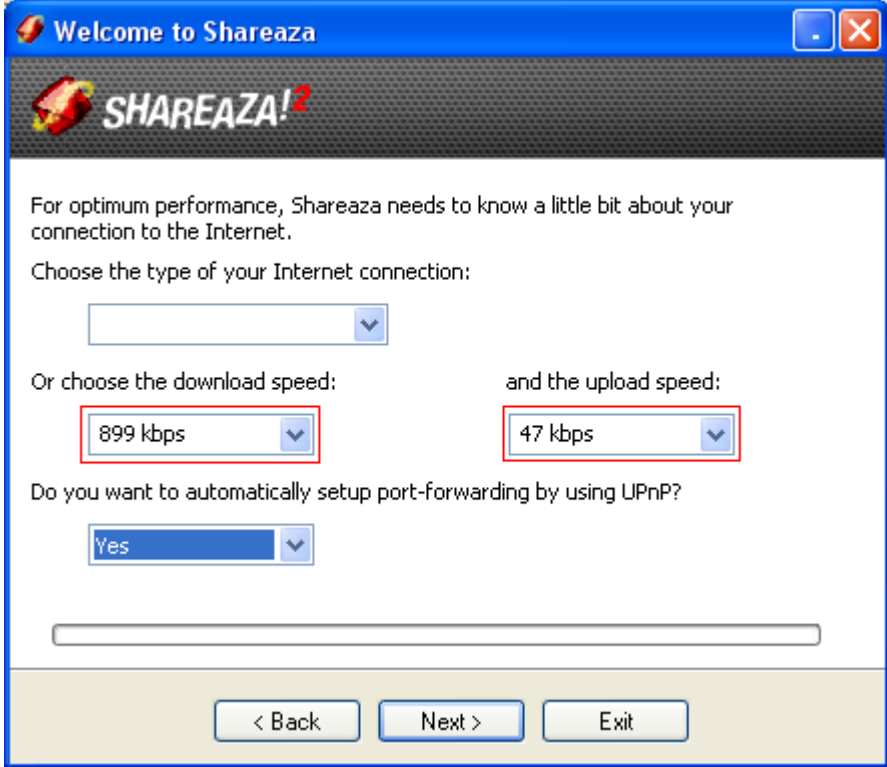 Welcome to Shareaza
SHAREAZA!2
For optimum performance, Shareaza needs to know a little bit about your
connection to the Internet.
Choose the type of your Internet connection:
Or choose the download speed: and the upload speed:
899 kbps 47 kbps
Do you want to automatically setup port-forwarding by using UPnP?
Yes
< Back Next > Exit